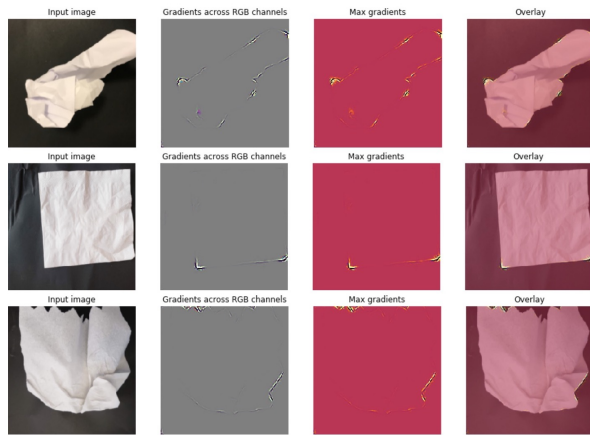 Input image
Gradients across RGB channels
Max gradients
Overlay
Input image
Gradients across RGB channels
Max gradients
Overlay
Input image
Gradients across RGB channels
Max gradients
Overlay